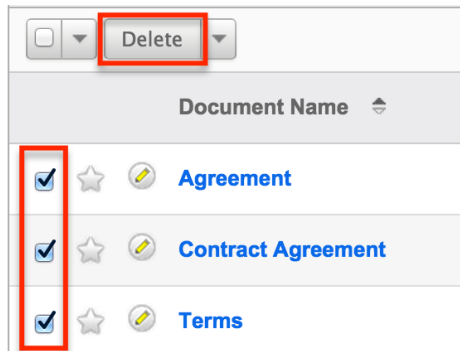 Delete
Document Name
Agreement
Contract Agreement
Terms